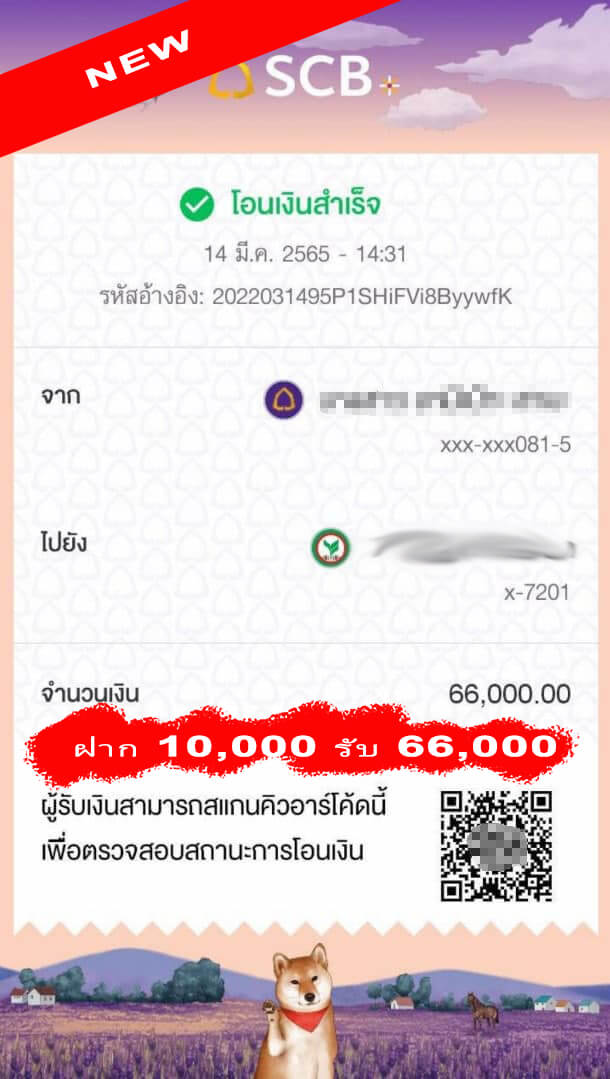 NEW
SCB+
โอนเงินสำเร็จ
14 มี.ค. 2565 - 14:31
รหัสอ้างอิง: 2022031495P1SHiFVi8ByywfK
จาก
xxx-xxx081-5
ไปยัง
x-7201
จำนวนเงิน 66,000.00
ฝาก 10,000 รับ 66,000
ผู้รับเงินสามารถสแกนคิวอาร์โค้ดนี้
เพื่อตรวจสอบสถานะการโอนเงิน